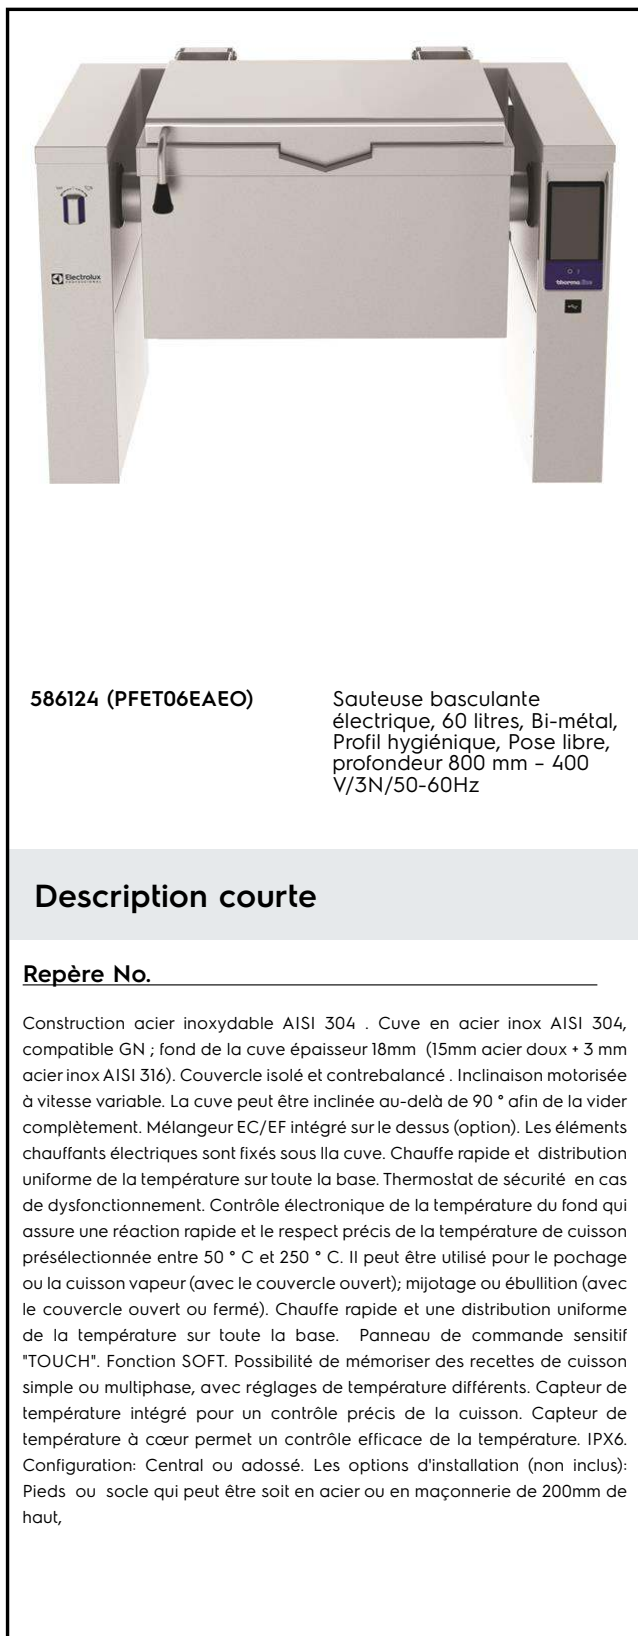 Electrolux
PROFESSIONAL
thermaline
586124 (PFET06EAEO)
Sauteuse basculante
électrique, 60 litres, Bi-métal,
Profil hygiénique, Pose libre,
profondeur 800 mm – 400
V/3N/50-60Hz
Description courte
Repère No.
Construction acier inoxydable AISI 304 . Cuve en acier inox AISI 304,
compatible GN ; fond de la cuve épaisseur 18mm (15mm acier doux + 3 mm
acier inox AISI 316). Couvercle isolé et contrebalancé . Inclinaison motorisée
à vitesse variable. La cuve peut être inclinée au-delà de 90 ° afin de la vider
complètement. Mélangeur EC/EF intégré sur le dessus (option). Les éléments
chauffants électriques sont fixés sous lla cuve. Chauffe rapide et distribution
uniforme de la température sur toute la base. Thermostat de sécurité en cas
de dysfonctionnement. Contrôle électronique de la température du fond qui
assure une réaction rapide et le respect précis de la température de cuisson
présélectionnée entre 50 ° C et 250 ° C. Il peut être utilisé pour le pochage
ou la cuisson vapeur (avec le couvercle ouvert); mijotage ou ébullition (avec
le couvercle ouvert ou fermé). Chauffe rapide et une distribution uniforme
de la température sur toute la base. Panneau de commande sensitif
"TOUCH". Fonction SOFT. Possibilité de mémoriser des recettes de cuisson
simple ou multiphase, avec réglages de température différents. Capteur de
température intégré pour un contrôle précis de la cuisson. Capteur de
température à cœur permet un contrôle efficace de la température. IPX6.
Configuration: Central ou adossé. Les options d'installation (non inclus):
Pieds ou socle qui peut être soit en acier ou en maçonnerie de 200mm de
haut,